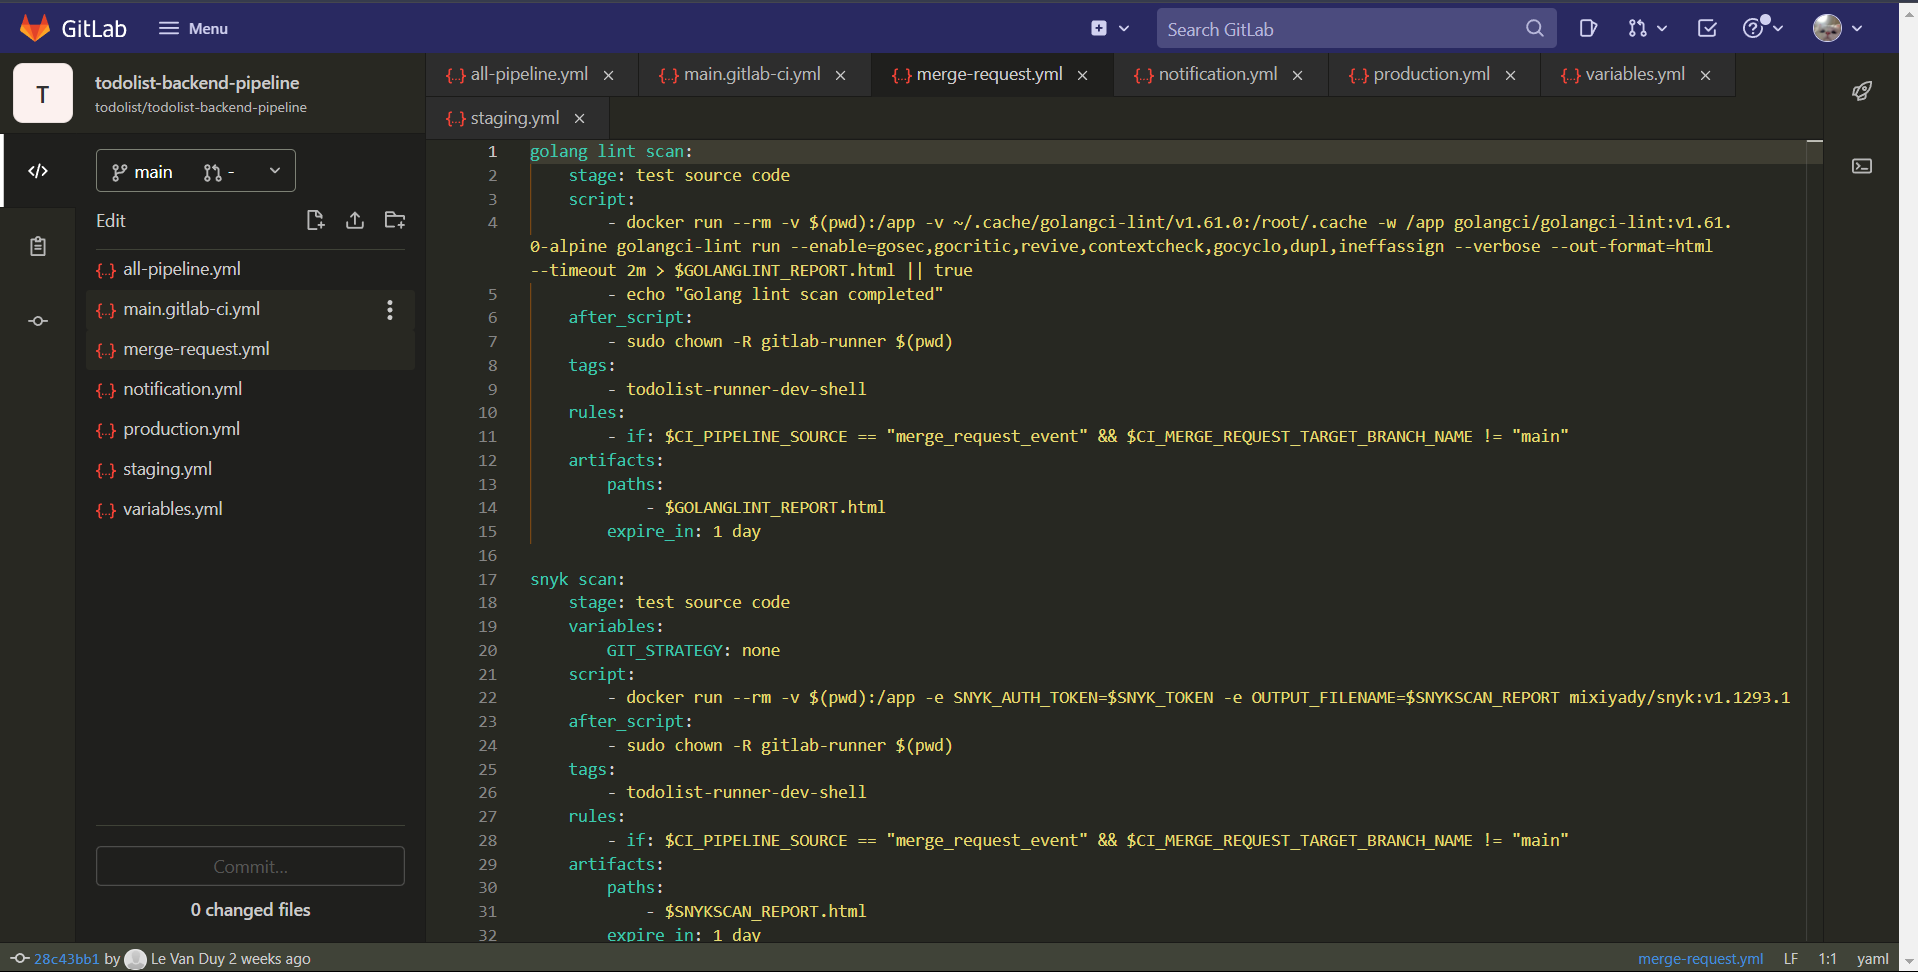 GitLab
Menu
Search GitLab
T
todolist-backend-pipeline
todolist/todolist-backend-pipeline
main
-
Edit
all-pipeline.yml
main.gitlab-ci.yml
merge-request.yml
notification.yml
production.yml
staging.yml
variables.yml
Commit...
0 changed files
all-pipeline.yml
main.gitlab-ci.yml
merge-request.yml
notification.yml
production.yml
variables.yml
staging.yml
1 golang lint scan:
2 stage: test source code
3 script:
4 - docker run --rm -v $(pwd):/app -v ~/.cache/golangci-lint/v1.61.0:/root/.cache -w /app golangci/golangci-lint:v1.61.
0-alpine golangci-lint run --enable=gosec,gocritic,revive,contextcheck,gocyclo,dupl,ineffassign --verbose --out-format=html
--timeout 2m > $GOLANGLINT_REPORT.html || true
5 - echo "Golang lint scan completed"
6 after_script:
7 - sudo chown -R gitlab-runner $(pwd)
8 tags:
9 - todolist-runner-dev-shell
10 rules:
11 - if: $CI_PIPELINE_SOURCE == "merge_request_event" && $CI_MERGE_REQUEST_TARGET_BRANCH_NAME != "main"
12 artifacts:
13 paths:
14 - $GOLANGLINT_REPORT.html
15 expire_in: 1 day
16
17 snyk scan:
18 stage: test source code
19 variables:
20 GIT_STRATEGY: none
21 script:
22 - docker run --rm -v $(pwd):/app -e SNYK_AUTH_TOKEN=$SNYK_TOKEN -e OUTPUT_FILENAME=$SNYKSCAN_REPORT mixiyady/snyk:v1.1293.1
23 after_script:
24 - sudo chown -R gitlab-runner $(pwd)
25 tags:
26 - todolist-runner-dev-shell
27 rules:
28 - if: $CI_PIPELINE_SOURCE == "merge_request_event" && $CI_MERGE_REQUEST_TARGET_BRANCH_NAME != "main"
29 artifacts:
30 paths:
31 - $SNYKSCAN_REPORT.html
32 expire_in: 1 day
28c43bb1 by Le Van Duy 2 weeks ago
merge-request.yml LF 1:1 yaml